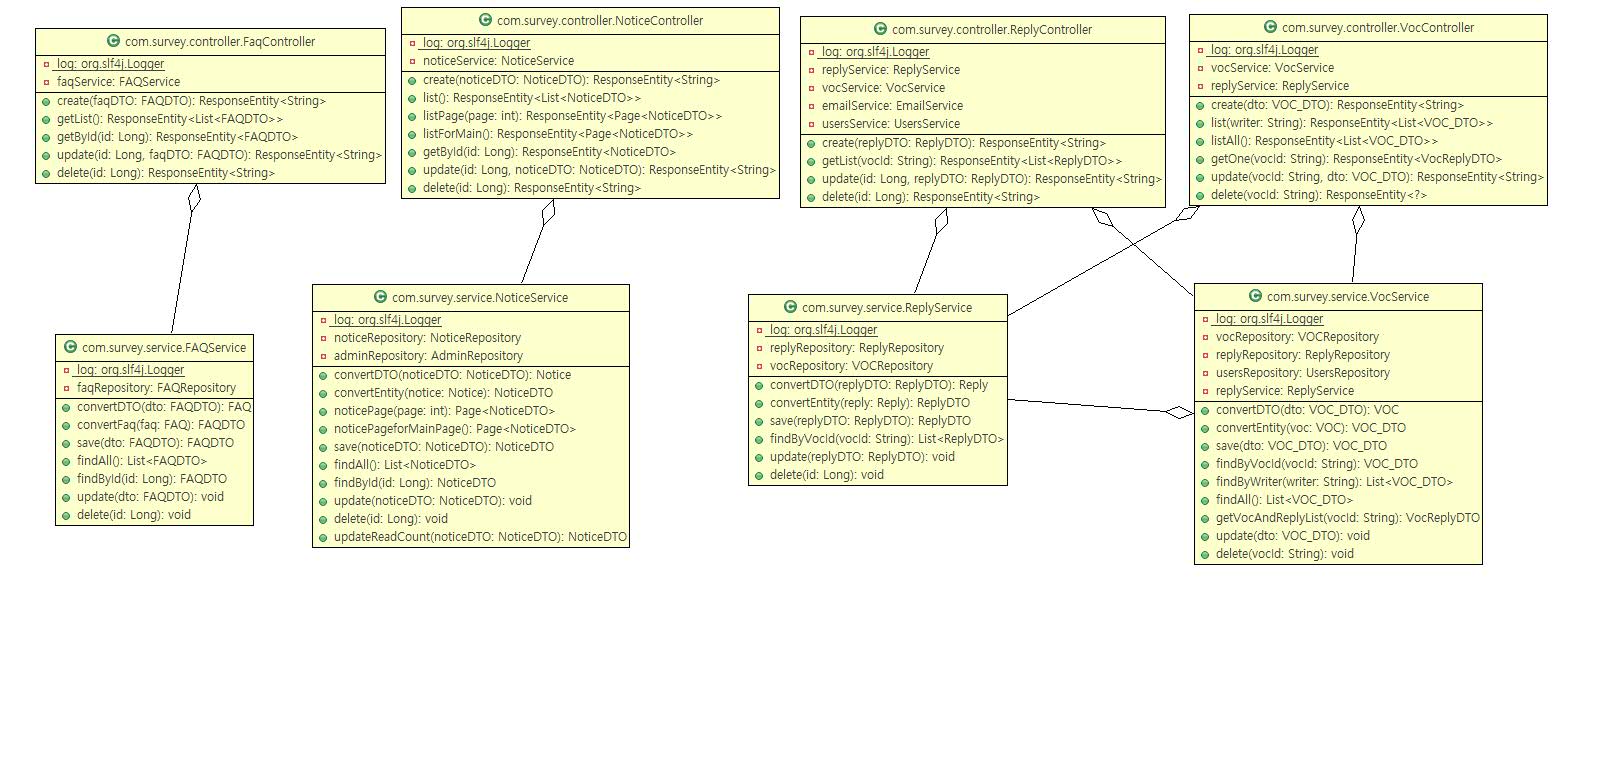 com.survey.controller.FaqController
log: org.slf4j.Logger
faqService: FAQService
create(faqDTO: FAQDTO): ResponseEntity<String>
getList(): ResponseEntity<List<FAQDTO>>
getById(id: Long): ResponseEntity<FAQDTO>
update(id: Long, faqDTO: FAQDTO): ResponseEntity<String>
delete(id: Long): ResponseEntity<String>
com.survey.controller.NoticeController
log: org.slf4j.Logger
noticeService: NoticeService
create(noticeDTO: NoticeDTO): ResponseEntity<String>
list(): ResponseEntity<List<NoticeDTO>>
listPage(page: int): ResponseEntity<Page<NoticeDTO>>
listForMain(): ResponseEntity<Page<NoticeDTO>>
getById(id: Long): ResponseEntity<NoticeDTO>
update(id: Long, noticeDTO: NoticeDTO): ResponseEntity<String>
delete(id: Long): ResponseEntity<String>
com.survey.controller.ReplyController
log: org.slf4j.Logger
replyService: ReplyService
vocService: VocService
emailService: EmailService
usersService: UsersService
create(replyDTO: ReplyDTO): ResponseEntity<String>
getList(vocId: String): ResponseEntity<List<ReplyDTO>>
update(id: Long, replyDTO: ReplyDTO): ResponseEntity<String>
delete(id: Long): ResponseEntity<String>
com.survey.controller.VocController
log: org.slf4j.Logger
vocService: VocService
replyService: ReplyService
create(dto: VOC_DTO): ResponseEntity<String>
list(writer: String): ResponseEntity<List<VOC_DTO>>
listAll(): ResponseEntity<List<VOC_DTO>>
getOne(vocId: String): ResponseEntity<VocReplyDTO>
update(vocId: String, dto: VOC_DTO): ResponseEntity<String>
delete(vocId: String): ResponseEntity<?>
com.survey.service.FAQService
log: org.slf4j.Logger
faqRepository: FAQRepository
convertDTO(dto: FAQDTO): FAQ
convertFaq(faq: FAQ): FAQDTO
save(dto: FAQDTO): FAQDTO
findAll(): List<FAQDTO>
findById(id: Long): FAQDTO
update(dto: FAQDTO): void
delete(id: Long): void
com.survey.service.NoticeService
log: org.slf4j.Logger
noticeRepository: NoticeRepository
adminRepository: AdminRepository
convertDTO(noticeDTO: NoticeDTO): Notice
convertEntity(notice: Notice): NoticeDTO
noticePage(page: int): Page<NoticeDTO>
noticePageforMainPage(): Page<NoticeDTO>
save(noticeDTO: NoticeDTO): NoticeDTO
findAll(): List<NoticeDTO>
findById(id: Long): NoticeDTO
update(noticeDTO: NoticeDTO): void
delete(id: Long): void
updateReadCount(noticeDTO: NoticeDTO): NoticeDTO
com.survey.service.ReplyService
log: org.slf4j.Logger
replyRepository: ReplyRepository
vocRepository: VOCRepository
convertDTO(replyDTO: ReplyDTO): Reply
convertEntity(reply: Reply): ReplyDTO
save(replyDTO: ReplyDTO): ReplyDTO
findByVocId(vocId: String): List<ReplyDTO>
update(replyDTO: ReplyDTO): void
delete(id: Long): void
com.survey.service.VocService
log: org.slf4j.Logger
vocRepository: VOCRepository
replyRepository: ReplyRepository
usersRepository: UsersRepository
replyService: ReplyService
convertDTO(dto: VOC_DTO): VOC
convertEntity(voc: VOC): VOC_DTO
save(dto: VOC_DTO): VOC_DTO
findByVocId(vocId: String): VOC_DTO
findByWriter(writer: String): List<VOC_DTO>
findAll(): List<VOC_DTO>
getVocAndReplyList(vocId: String): VocReplyDTO
update(dto: VOC_DTO): void
delete(vocId: String): void